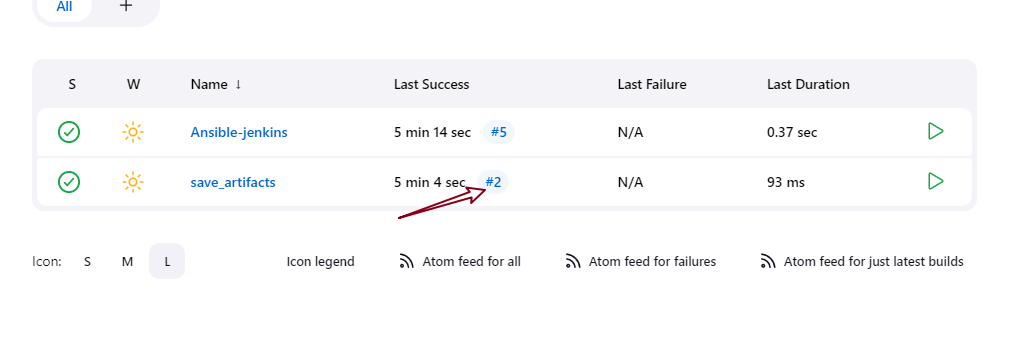 All +
S W Name ↓ Last Success Last Failure Last Duration
Ansible-jenkins 5 min 14 sec #5 N/A 0.37 sec
save_artifacts 5 min 4 sec #2 N/A 93 ms
Icon: S M L Icon legend Atom feed for all Atom feed for failures Atom feed for just latest builds